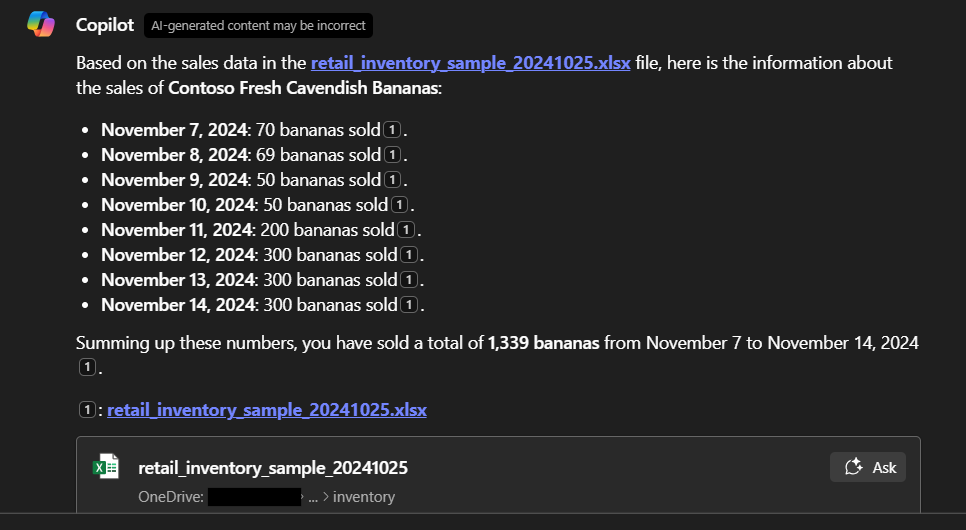 Copilot AI-generated content may be incorrect
Based on the sales data in the retail_inventory_sample_20241025.xlsx file, here is the information about
the sales of Contoso Fresh Cavendish Bananas:
• November 7, 2024: 70 bananas sold 1 .
• November 8, 2024: 69 bananas sold 1 .
• November 9, 2024: 50 bananas sold 1 .
• November 10, 2024: 50 bananas sold 1 .
• November 11, 2024: 200 bananas sold 1 .
• November 12, 2024: 300 bananas sold 1 .
• November 13, 2024: 300 bananas sold 1 .
• November 14, 2024: 300 bananas sold 1 .
Summing up these numbers, you have sold a total of 1,339 bananas from November 7 to November 14, 2024
1 .
1 : retail_inventory_sample_20241025.xlsx
retail_inventory_sample_20241025 Ask
OneDrive: › ... › inventory